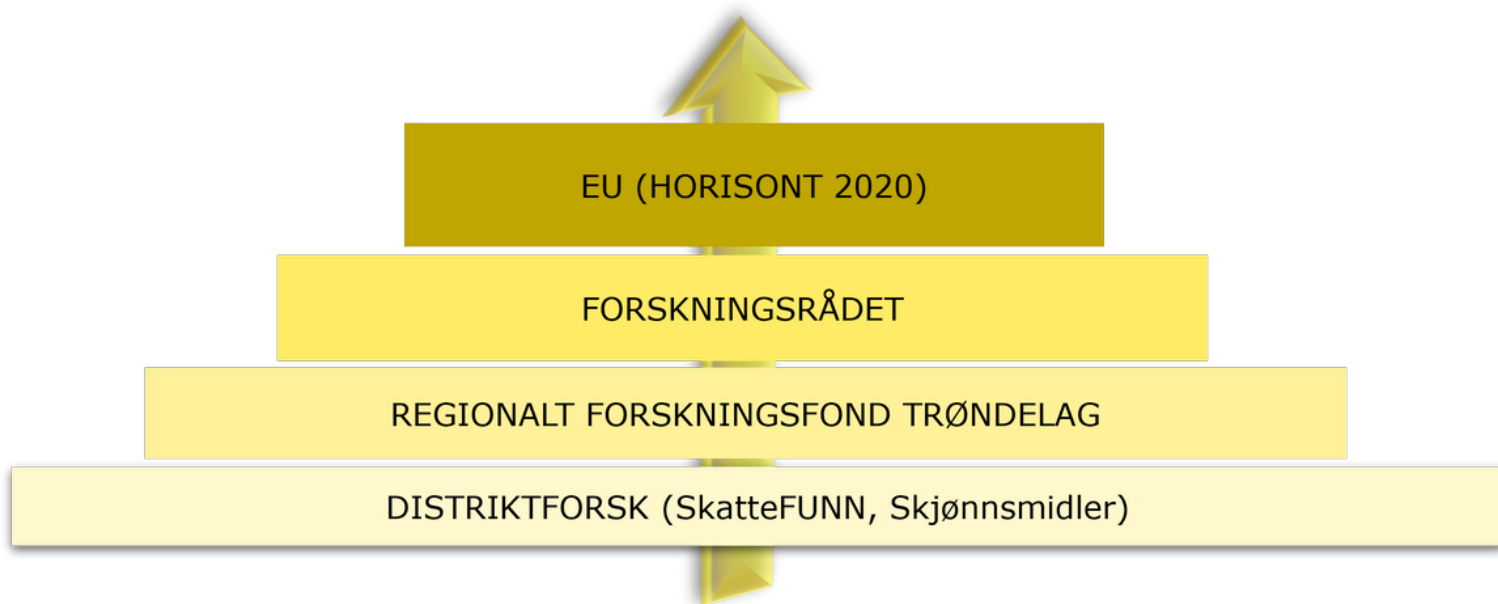 EU (HORISONT 2020)
FORSKNINGSRÅDET
REGIONALT FORSKNINGSFOND TRØNDELAG
DISTRIKTFORSK (SkatteFUNN, Skjønnsmidler)